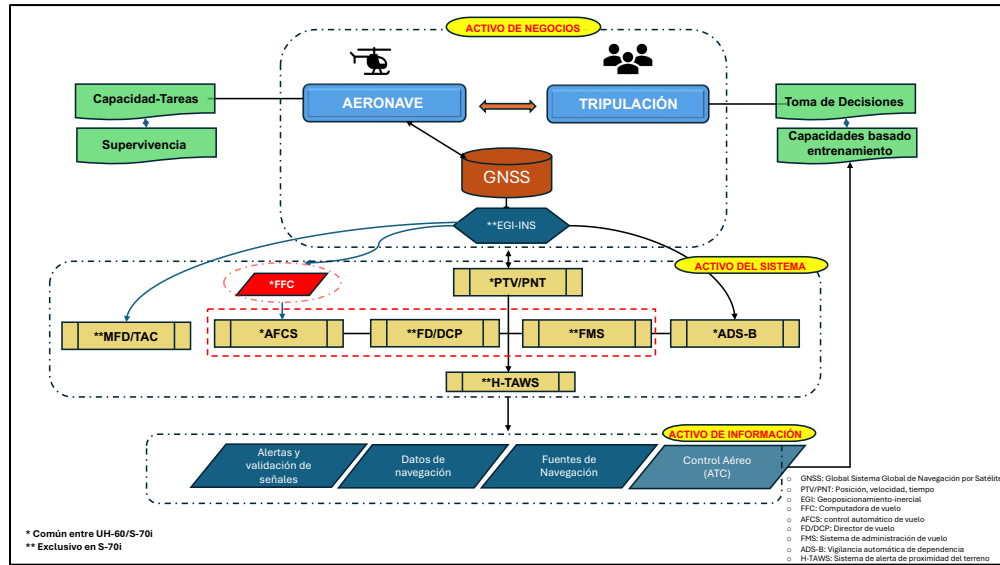 ACTIVO DE NEGOCIOS
Capacidad-Tareas
AERONAVE
TRIPULACIÓN
Toma de Decisiones
Supervivencia
Capacidades basado
entrenamiento
GNSS
**EGI-INS
ACTIVO DEL SISTEMA
*FFC
*PTV/PNT
**MFD/TAC
*AFCS
**FD/DCP
**FMS
*ADS-B
**H-TAWS
ACTIVO DE INFORMACIÓN
Alertas y
validación de
señales
Datos de
navegación
Fuentes de
Navegación
Control Aéreo
(ATC)
o GNSS: Global Sistema Global de Navegación por Satélite
o PTV/PNT: Posición, velocidad, tiempo
o EGI: Geoposicionamiento-inercial
o FFC: Computadora de vuelo
o AFCS: control automático de vuelo
o FD/DCP: Director de vuelo
o FMS: Sistema de administración de vuelo
o ADS-B: Vigilancia automática de dependencia
o H-TAWS: Sistema de alerta de proximidad del terreno
* Común entre UH-60/S-70i
** Exclusivo en S-70i